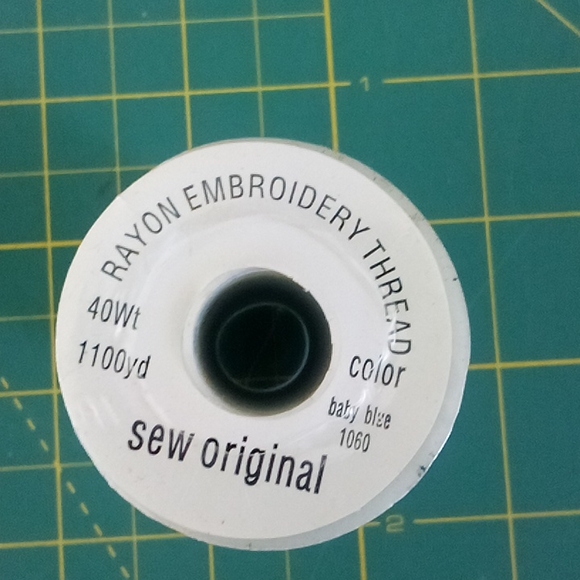 RAYON EMBROIDERY THREAD
40Wt
1100yd
color
baby blue
1060
sew original
1
2